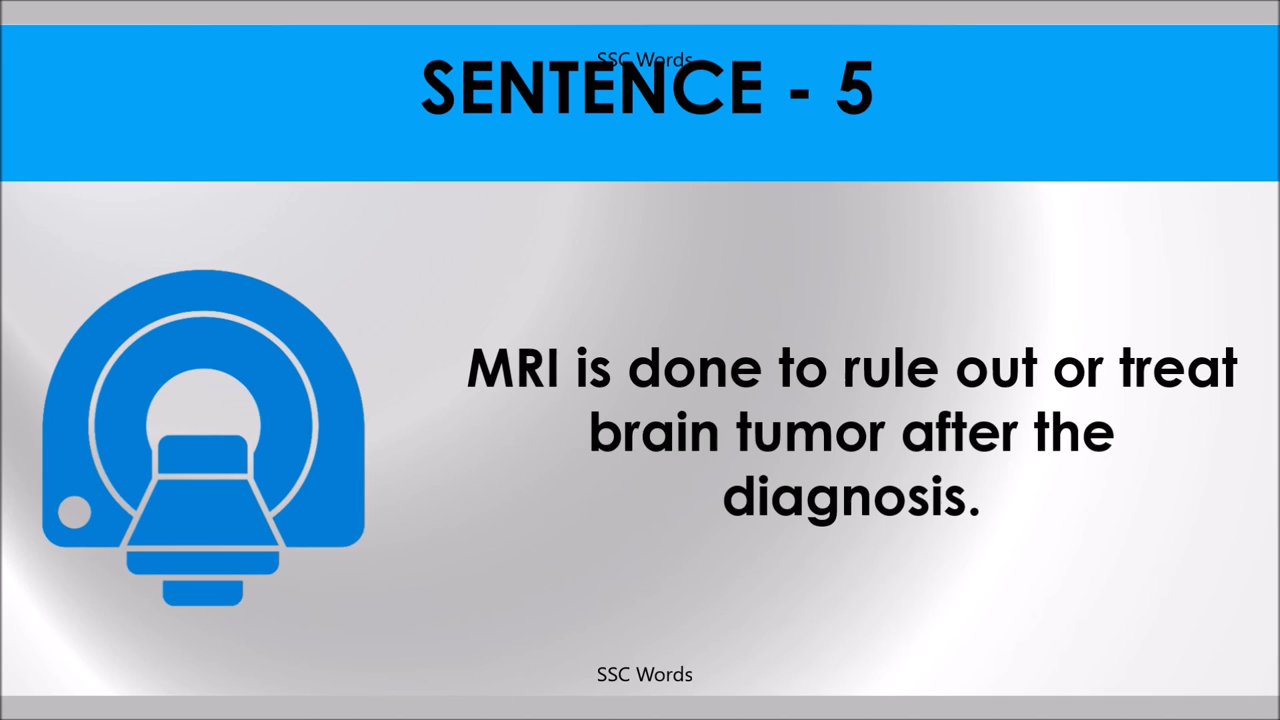 SSC Words
SENTENCE - 5
MRI is done to rule out or treat
brain tumor after the
diagnosis.
SSC Words